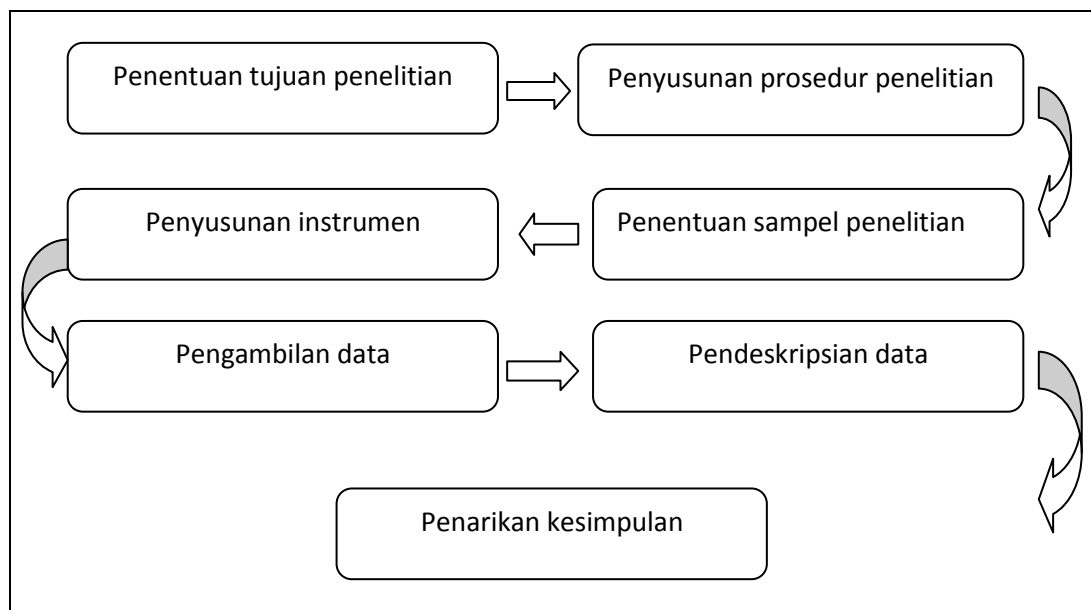 Penentuan tujuan penelitian
Penyusunan prosedur penelitian
Penentuan sampel penelitian
Penyusunan instrumen
Pengambilan data
Pendeskripsian data
Penarikan kesimpulan